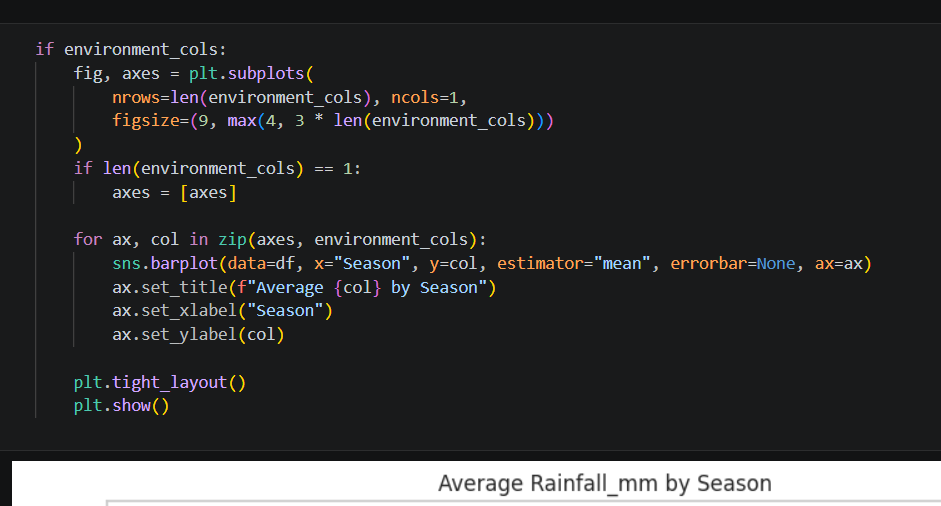 if environment_cols:
    fig, axes = plt.subplots(
        nrows=len(environment_cols), ncols=1,
        figsize=(9, max(4, 3 * len(environment_cols)))
    )
    if len(environment_cols) == 1:
        axes = [axes]

    for ax, col in zip(axes, environment_cols):
        sns.barplot(data=df, x="Season", y=col, estimator="mean", errorbar=None, ax=ax)
        ax.set_title(f"Average {col} by Season")
        ax.set_xlabel("Season")
        ax.set_ylabel(col)

    plt.tight_layout()
    plt.show()
Average Rainfall_mm by Season